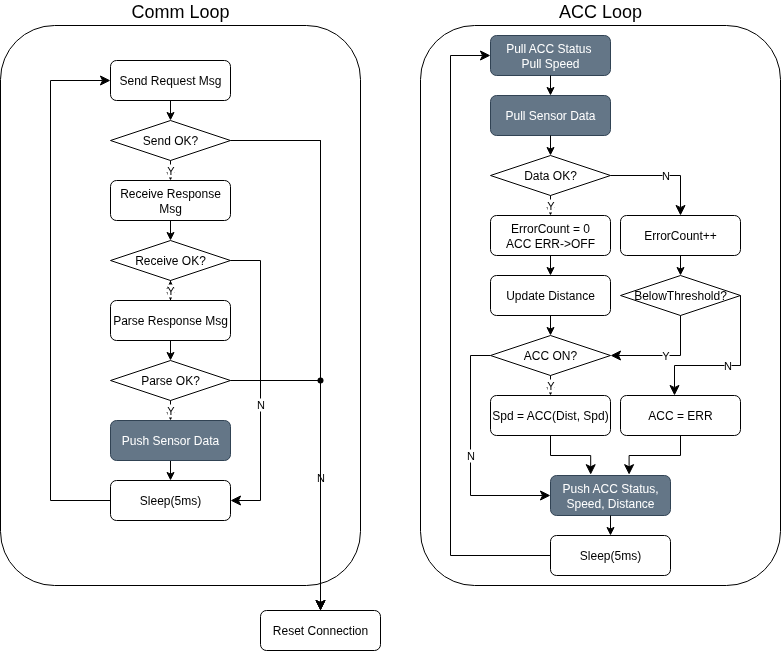 Comm Loop
Send Request Msg
Send OK?
Y
Receive Response
Msg
Receive OK?
Y
Parse Response Msg
Parse OK?
Y
N
Push Sensor Data
Sleep(5ms)
N
Reset Connection
ACC Loop
Pull ACC Status
Pull Speed
Pull Sensor Data
Data OK?
N
Y
ErrorCount = 0
ACC ERR->OFF
ErrorCount++
Update Distance
BelowThreshold?
ACC ON?
Y
N
Y
Spd = ACC(Dist, Spd)
ACC = ERR
N
Push ACC Status,
Speed, Distance
Sleep(5ms)